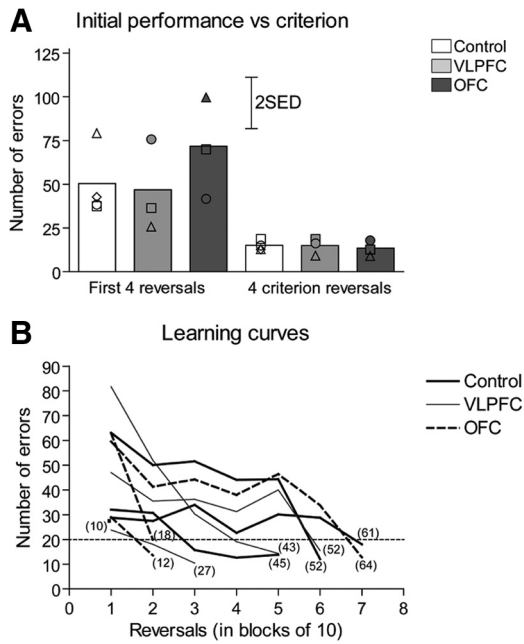 A
Initial performance vs criterion
Control
VLPFC
OFC
Number of errors
125
100
75
50
25
0
2SED
First 4 reversals
4 criterion reversals
B
Learning curves
Control
VLPFC
OFC
Number of errors
90
80
70
60
50
40
30
20
10
0
(10)
(18)
(12)
(27)
(43)
(45)
(52)
(52)
(61)
(64)
0 1 2 3 4 5 6 7 8
Reversals (in blocks of 10)